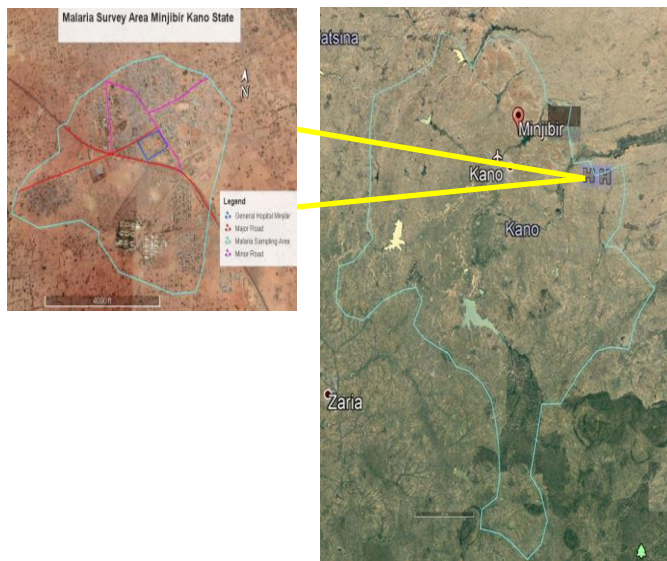 Malaria Survey Area Minjibir Kano State
N
Legend
General Hopital Minjibir
Major Road
Malaria Sampling Area
Minor Road
4000 ft
atsina
Minjibir
Kano
H H
Kano
Zaria